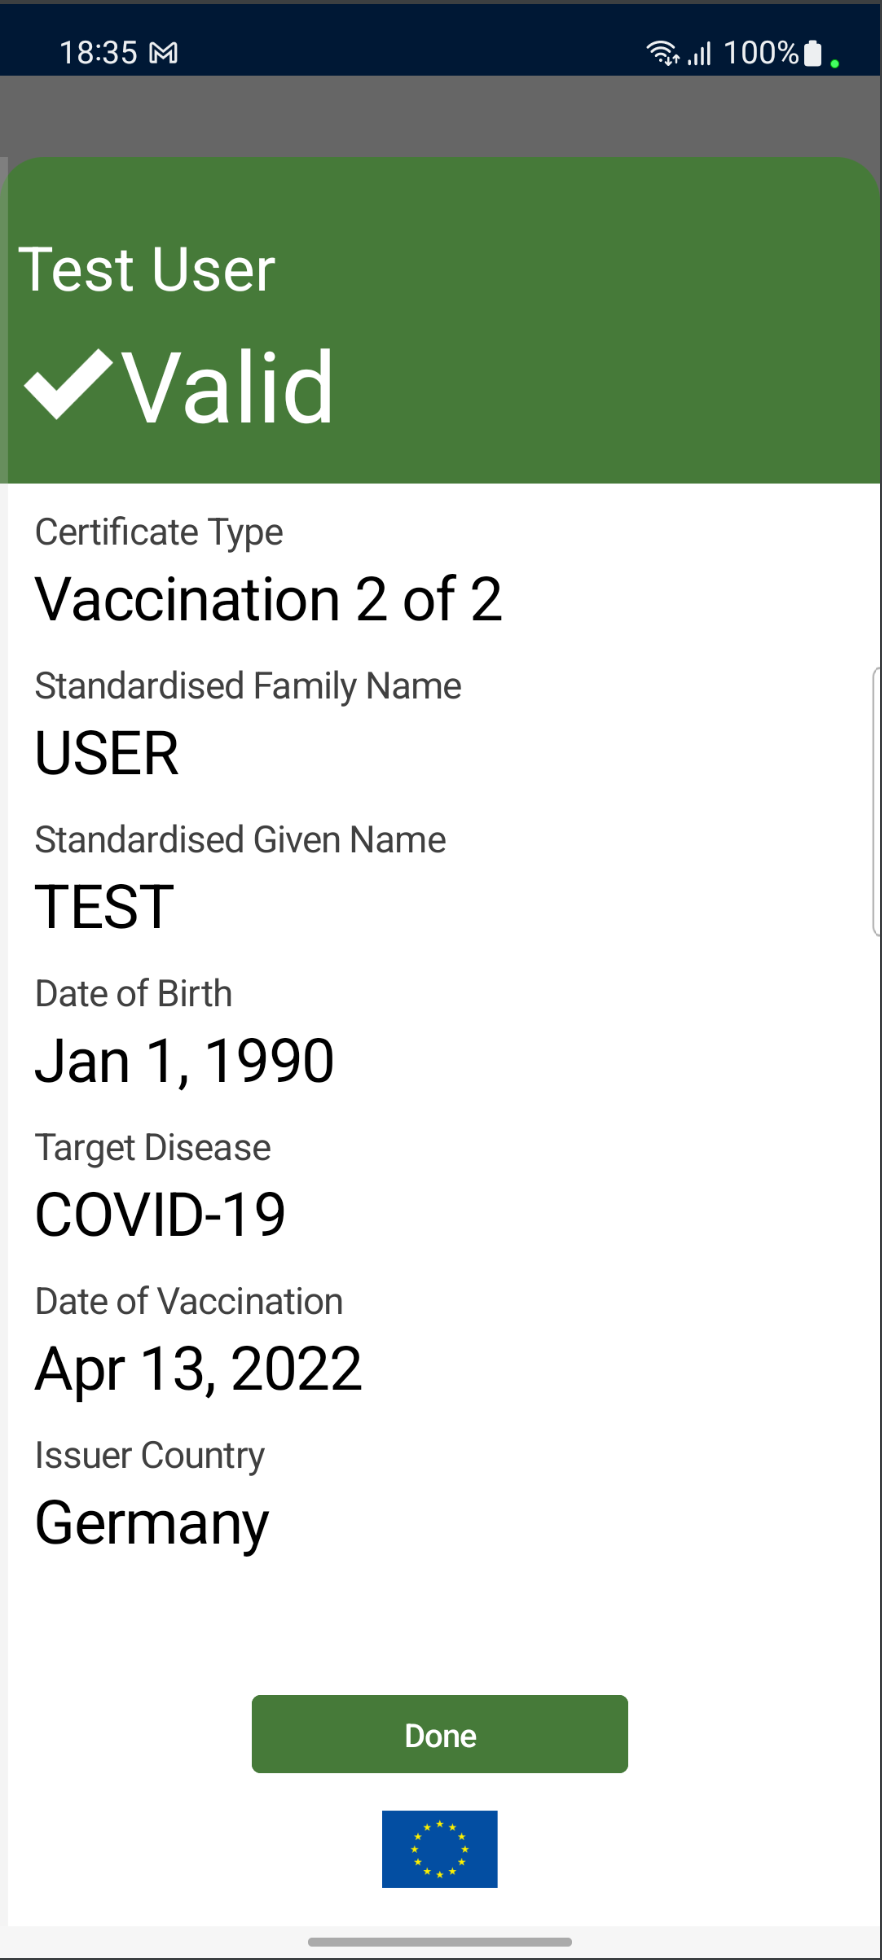 18:35 100%
Test User
Valid
Certificate Type
Vaccination 2 of 2
Standardised Family Name
USER
Standardised Given Name
TEST
Date of Birth
Jan 1, 1990
Target Disease
COVID-19
Date of Vaccination
Apr 13, 2022
Issuer Country
Germany
Done